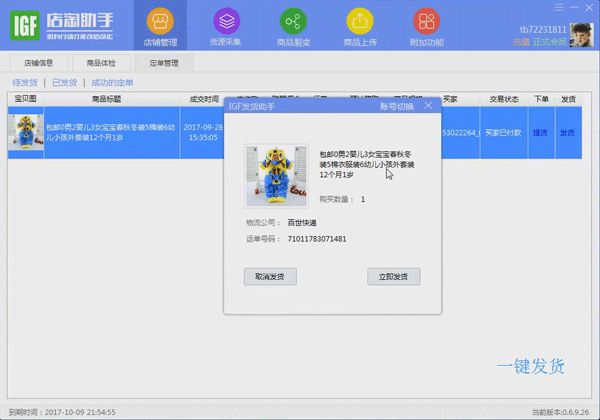 IGF 店淘助手
店铺管理
货源采集
商品裂变
商品上传
附加功能
tb72231811
充值 正式会员
店铺信息
商品体检
定单管理
待发货 | 已发货 | 成功的定单
宝贝图
商品标题
成交时间
买家
交易状态
下单
发货
包邮0男2婴儿3女宝宝春秋冬装5棉装6幼
儿小孩外套装12个月1岁
2017-09-28
15:35:05
53022264_
买家已付款
提货
发货
IGF发货助手
账号切换
包邮0男2婴儿3女宝宝春秋冬
装5棉衣服装6幼儿小孩外套装
12个月1岁
购买数量： 1
物流公司： 百世快递
运单号码： 71011783071481
取消发货
立即发货
一键发货
到期时间：2017-10-09 21:54:55
当前版本:0.6.9.26